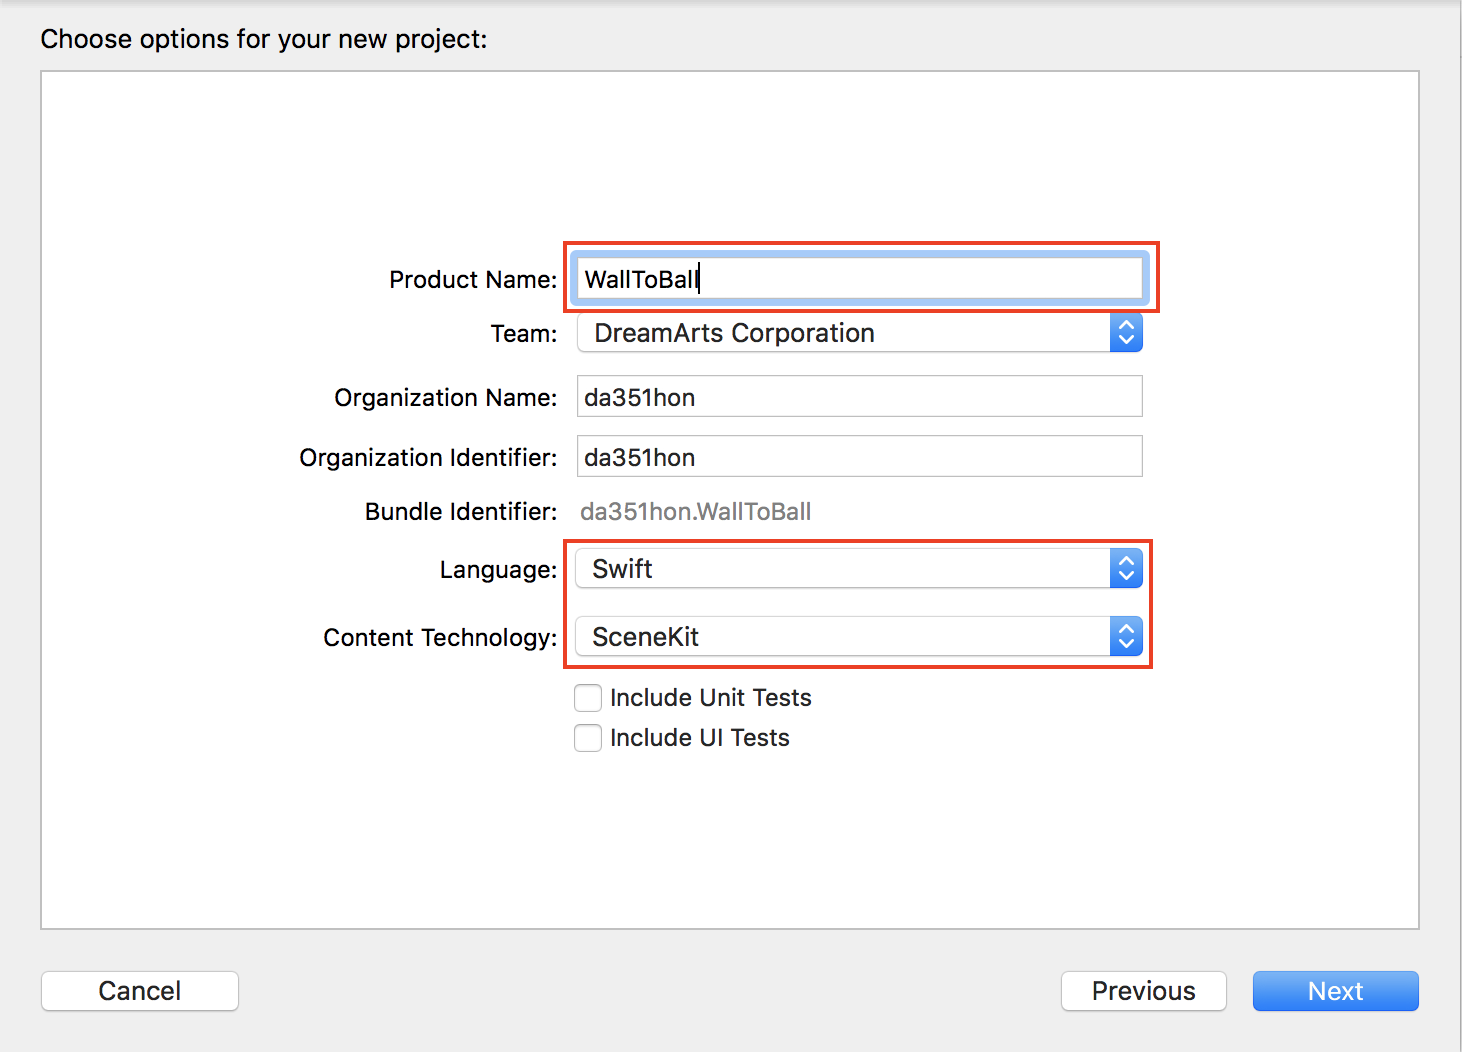 Choose options for your new project:
Product Name: WallToBall
Team: DreamArts Corporation
Organization Name: da351hon
Organization Identifier: da351hon
Bundle Identifier: da351hon.WallToBall
Language: Swift
Content Technology: SceneKit
Include Unit Tests
Include UI Tests
Cancel Previous Next